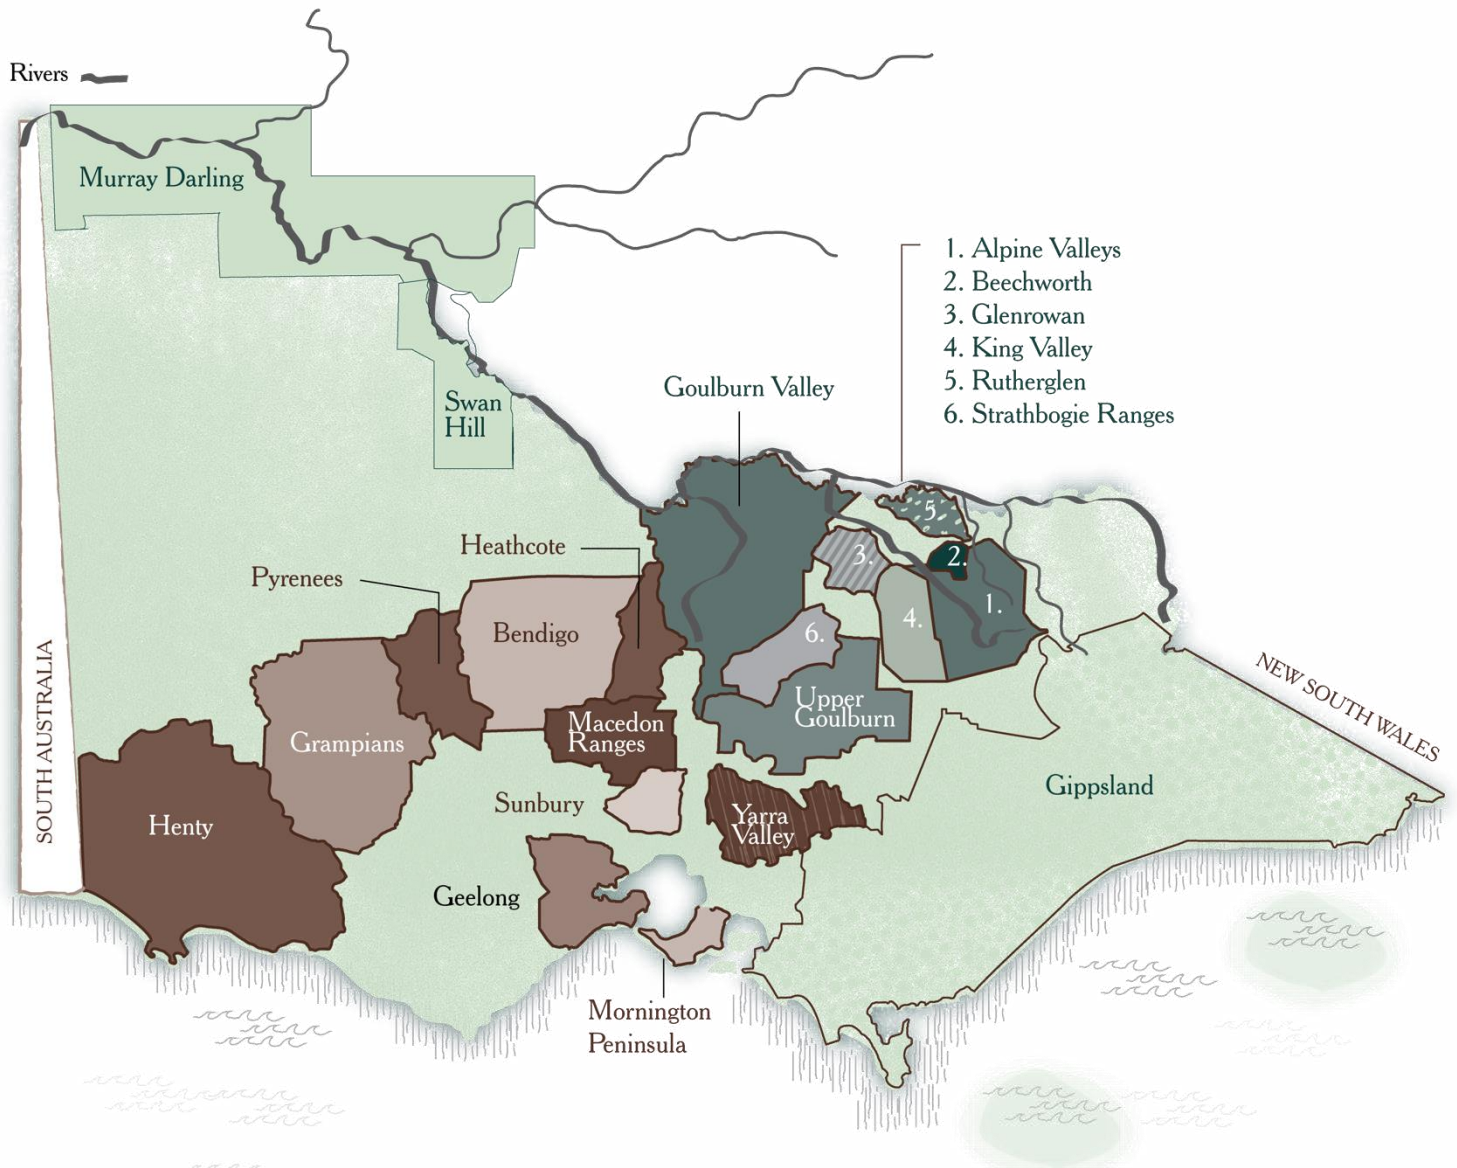 Rivers
Murray Darling
1. Alpine Valleys
2. Beechworth
3. Glenrowan
4. King Valley
5. Rutherglen
6. Strathbogie Ranges
Goulburn Valley
Swan
Hill
5.
Heathcote
3.
2.
Pyrenees
1.
4.
Bendigo
6.
SOUTH AUSTRALIA
NEW SOUTH WALES
Upper
Goulburn
Macedon
Ranges
Grampians
Gippsland
Sunbury
Yarra
Valley
Henty
Geelong
Mornington
Peninsula